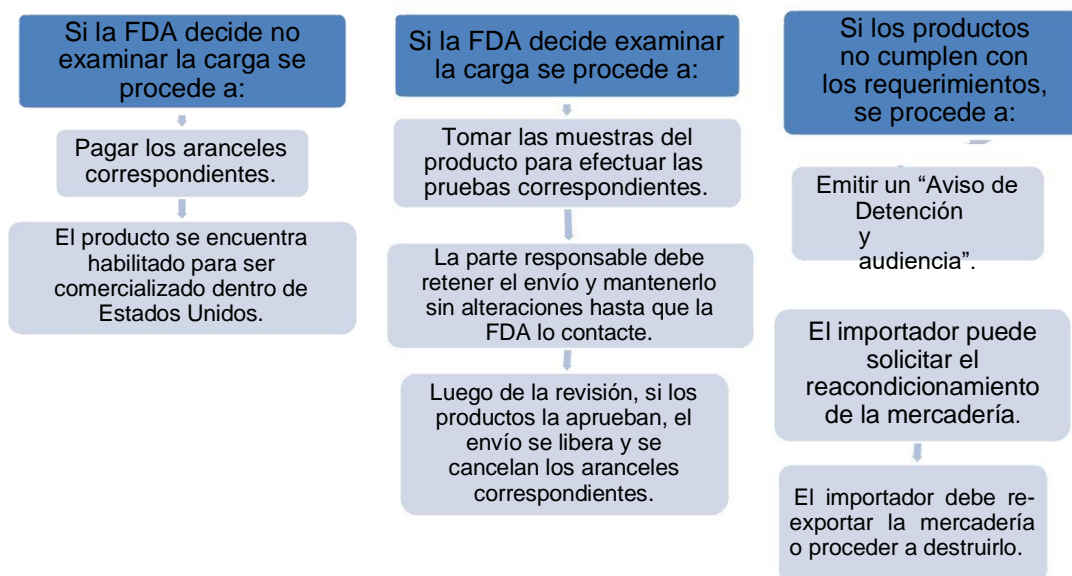 Si la FDA decide no
examinar la carga se
procede a:
Pagar los aranceles
correspondientes.
El producto se encuentra
habilitado para ser
comercializado dentro de
Estados Unidos.
Si la FDA decide examinar
la carga se procede a:
Tomar las muestras del
producto para efectuar las
pruebas correspondientes.
La parte responsable debe
retener el envío y mantenerlo
sin alteraciones hasta que la
FDA lo contacte.
Luego de la revisión, si los
productos la aprueban, el
envío se libera y se
cancelan los aranceles
correspondientes.
Si los productos
no cumplen con
los requerimientos,
se procede a:
Emitir un “Aviso de
Detención
y
audiencia”.
El importador puede
solicitar el
reacondicionamiento
de la mercadería.
El importador debe re-
exportar la mercadería
o proceder a destruirlo.